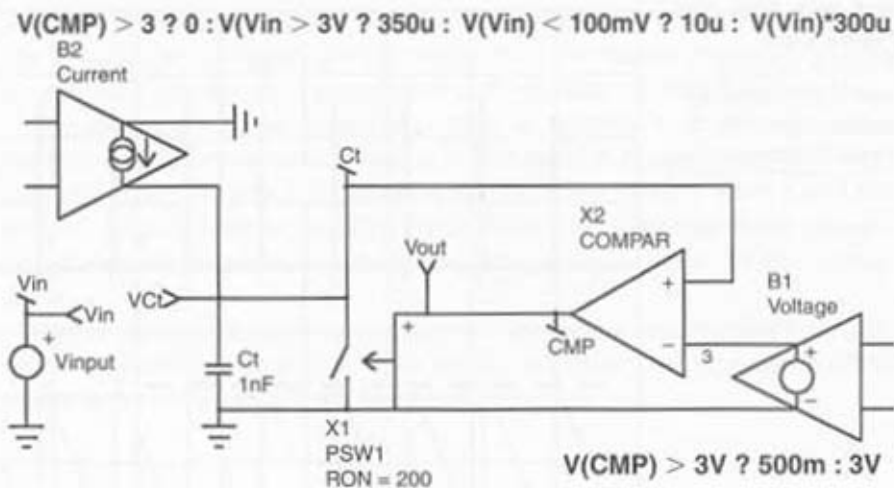 V(CMP) > 3 ? 0 : V(Vin > 3V ? 350u : V(Vin) < 100mV ? 10u : V(Vin)*300u
B2
Current
Ct
X2
COMPAR
Vout
B1
Voltage
Vin
Vin
VCt
+
+
+
+
Vinput
Ct
1nF
CMP
–
3
–
X1
PSW1
RON = 200
V(CMP) > 3V ? 500m : 3V